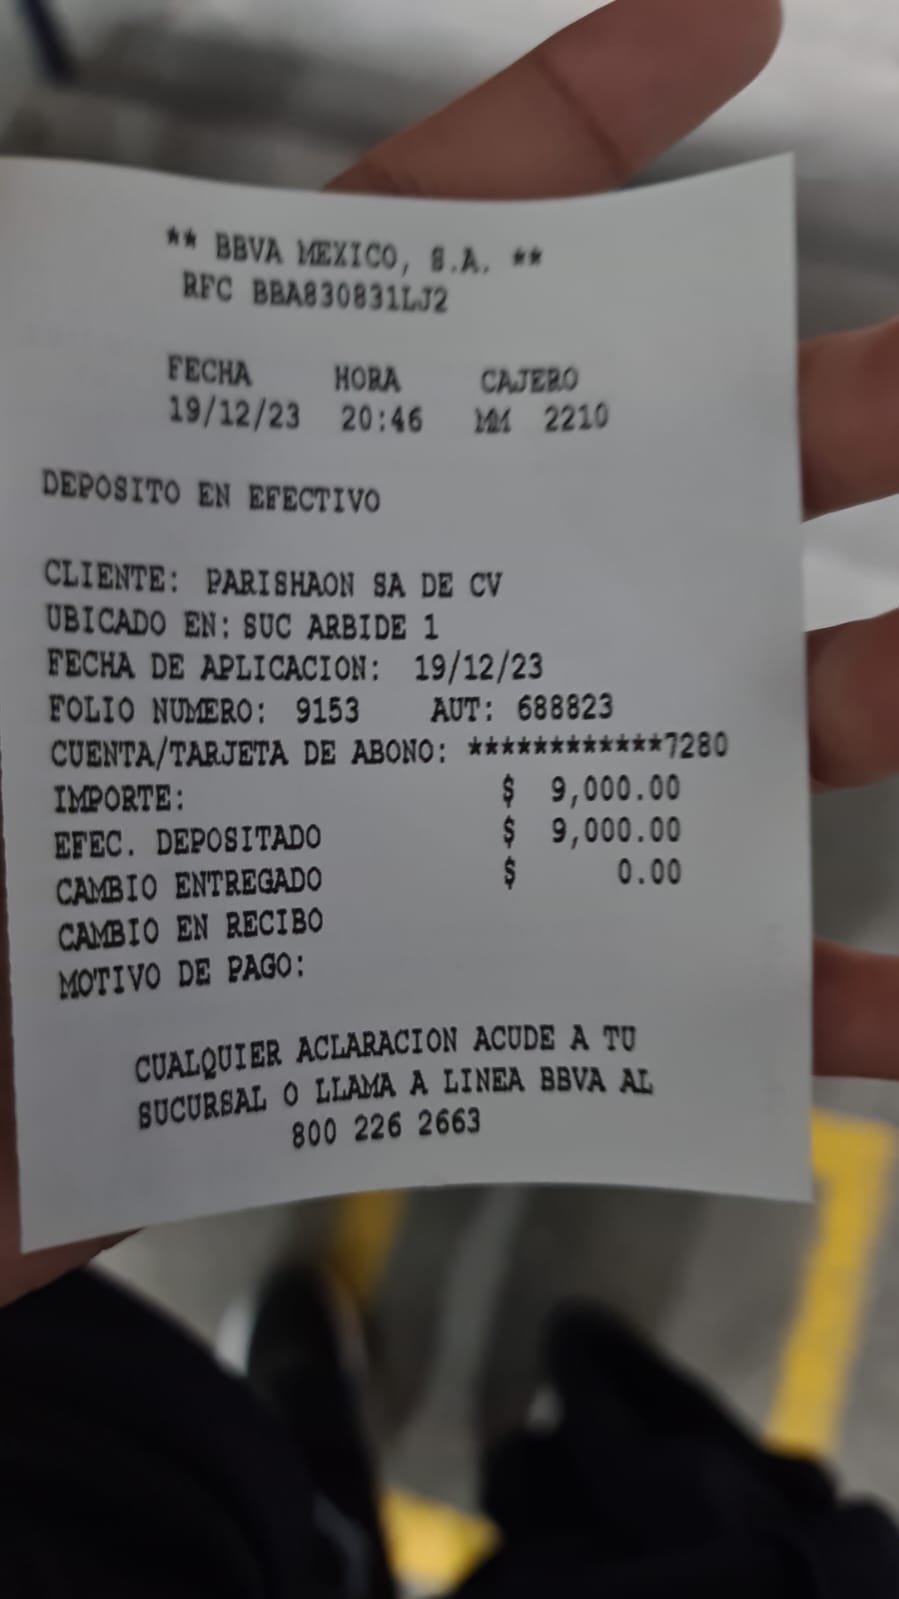 ** BBVA MEXICO, S.A. **
RFC BBA830831LJ2
FECHA HORA CAJERO
19/12/23 20:46 MM 2210
DEPOSITO EN EFECTIVO
CLIENTE: PARISHAON SA DE CV
UBICADO EN: SUC ARBIDE 1
FECHA DE APLICACION: 19/12/23
FOLIO NUMERO: 9153 AUT: 688823
CUENTA/TARJETA DE ABONO: ************7280
IMPORTE: $ 9,000.00
EFEC. DEPOSITADO $ 9,000.00
CAMBIO ENTREGADO $ 0.00
CAMBIO EN RECIBO
MOTIVO DE PAGO:
CUALQUIER ACLARACION ACUDE A TU
SUCURSAL O LLAMA A LINEA BBVA AL
800 226 2663